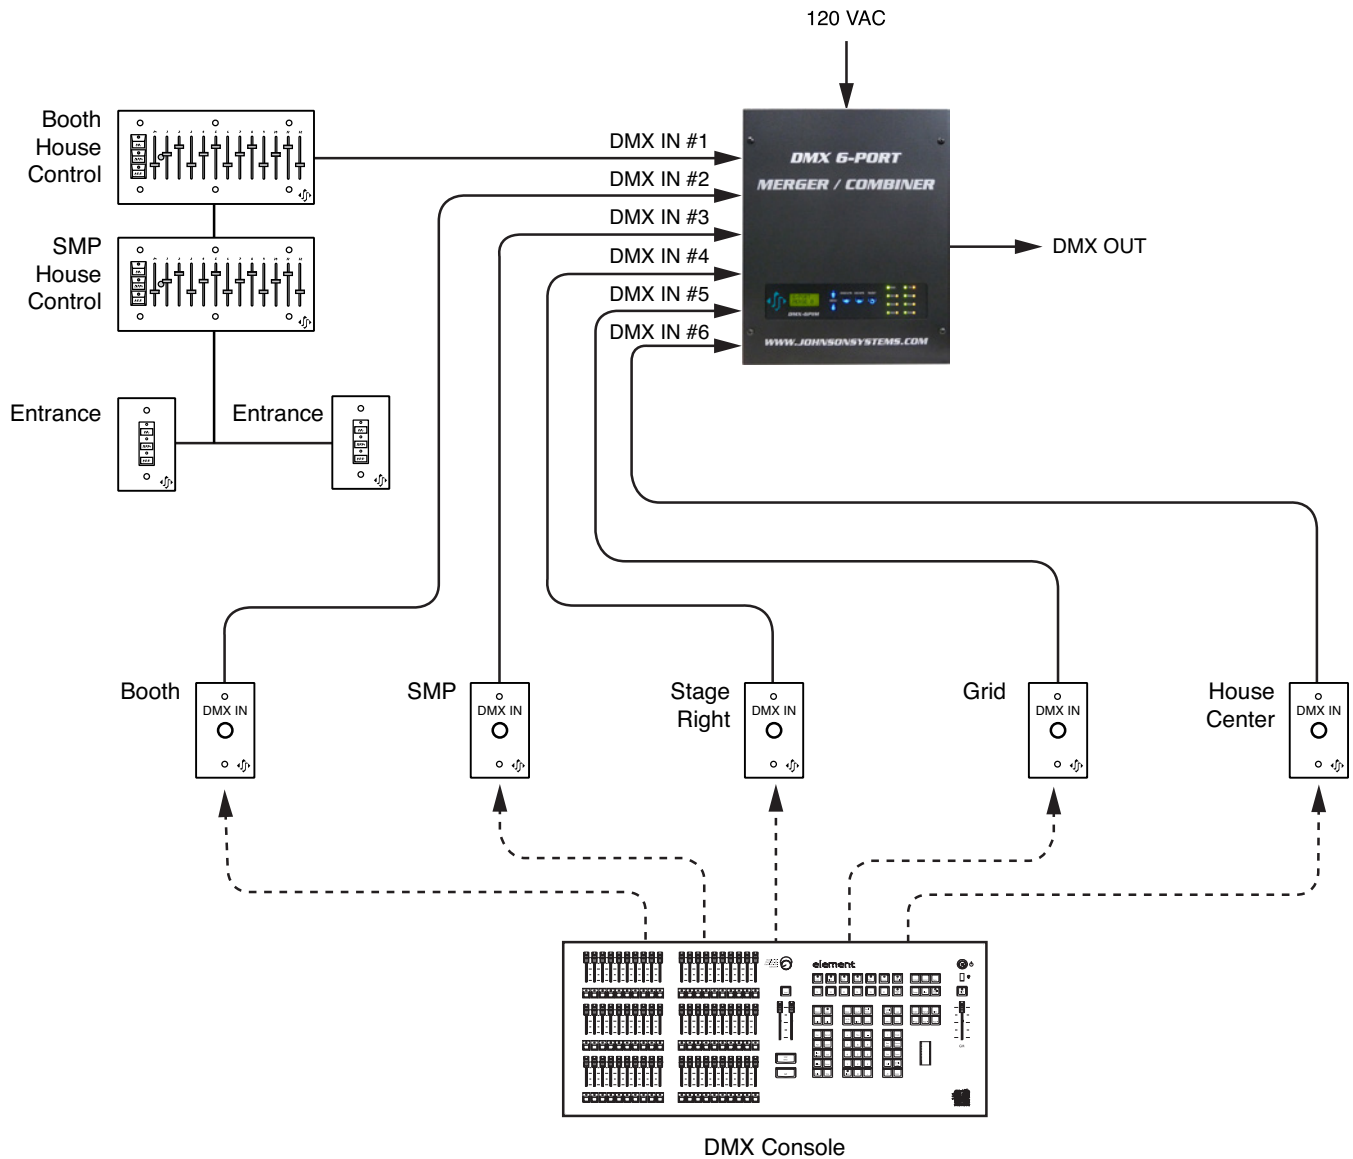 120 VAC
Booth
House
Control
DMX IN #1
DMX IN #2
DMX IN #3
DMX IN #4
DMX IN #5
DMX IN #6
DMX 6-PORT
MERGER / COMBINER
WWW.JOHNSONSYSTEMS.COM
DMX OUT
SMP
House
Control
Entrance
Entrance
Booth
DMX IN
SMP
DMX IN
Stage
Right
DMX IN
Grid
DMX IN
House
Center
DMX IN
element
DMX Console